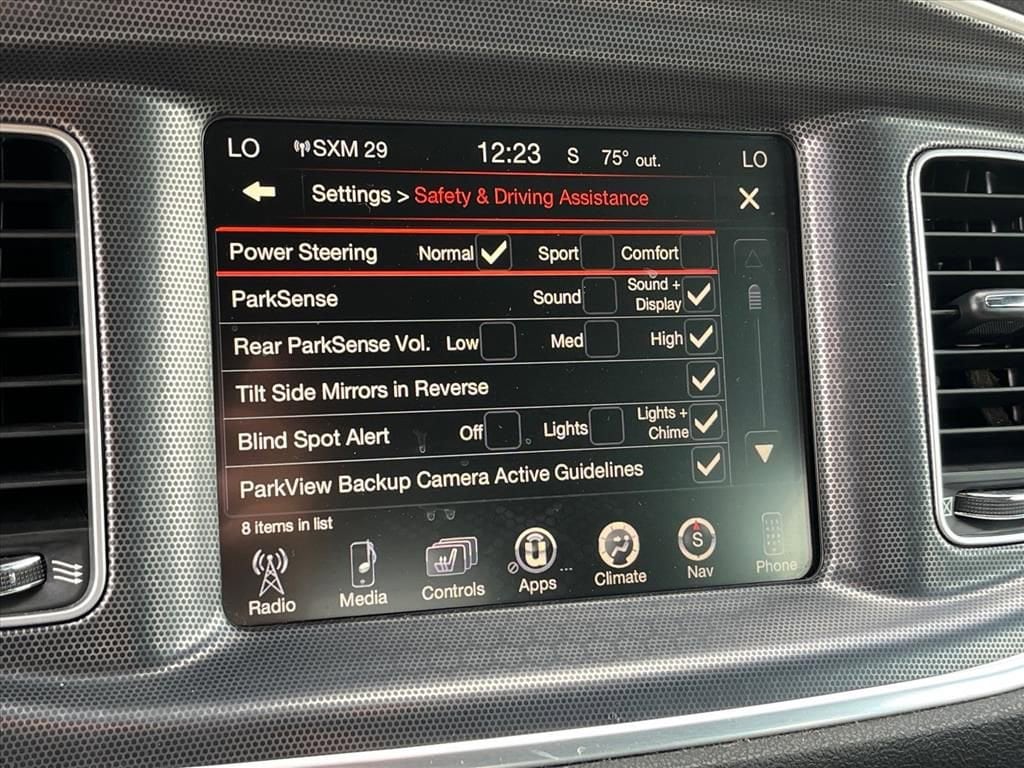 LO SXM 29 12:23 S 75° out. LO
Settings > Safety & Driving Assistance
Power Steering Normal Sport Comfort
ParkSense Sound Sound + Display
Rear ParkSense Vol. Low Med High
Tilt Side Mirrors in Reverse
Blind Spot Alert Off Lights Lights + Chime
ParkView Backup Camera Active Guidelines
8 items in list
S
Radio Media Controls Apps Climate Nav Phone